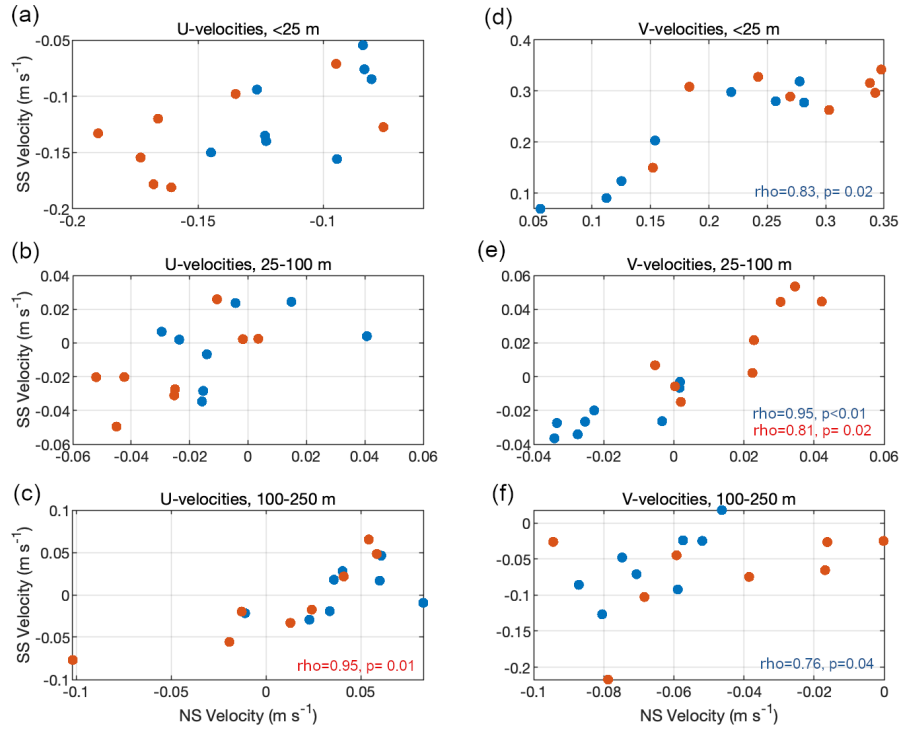 (a)
U-velocities, <25 m
SS Velocity (m s⁻¹)
-0.05
-0.1
-0.15
-0.2
-0.2 -0.15 -0.1
(d)
V-velocities, <25 m
0.4
0.3
0.2
0.1
rho=0.83, p= 0.02
0.05 0.1 0.15 0.2 0.25 0.3 0.35
(b)
U-velocities, 25-100 m
SS Velocity (m s⁻¹)
0.04
0.02
0
-0.02
-0.04
-0.06
-0.06 -0.04 -0.02 0 0.02 0.04 0.06
(e)
V-velocities, 25-100 m
0.06
0.04
0.02
0
-0.02
-0.04
rho=0.95, p<0.01
rho=0.81, p= 0.02
-0.04 -0.02 0 0.02 0.04 0.06
(c)
U-velocities, 100-250 m
SS Velocity (m s⁻¹)
0.1
0.05
0
-0.05
-0.1
rho=0.95, p= 0.01
-0.1 -0.05 0 0.05
NS Velocity (m s⁻¹)
(f)
V-velocities, 100-250 m
0
-0.05
-0.1
-0.15
-0.2
rho=0.76, p=0.04
-0.1 -0.08 -0.06 -0.04 -0.02 0
NS Velocity (m s⁻¹)